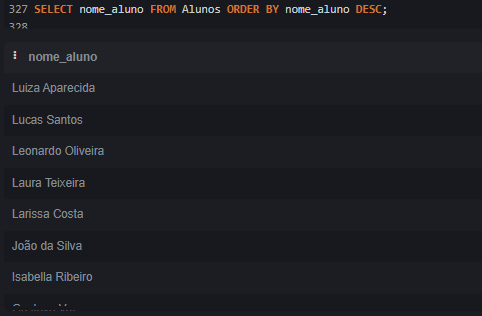 327 SELECT nome_aluno FROM Alunos ORDER BY nome_aluno DESC;
328
nome_aluno
Luiza Aparecida
Lucas Santos
Leonardo Oliveira
Laura Teixeira
Larissa Costa
João da Silva
Isabella Ribeiro